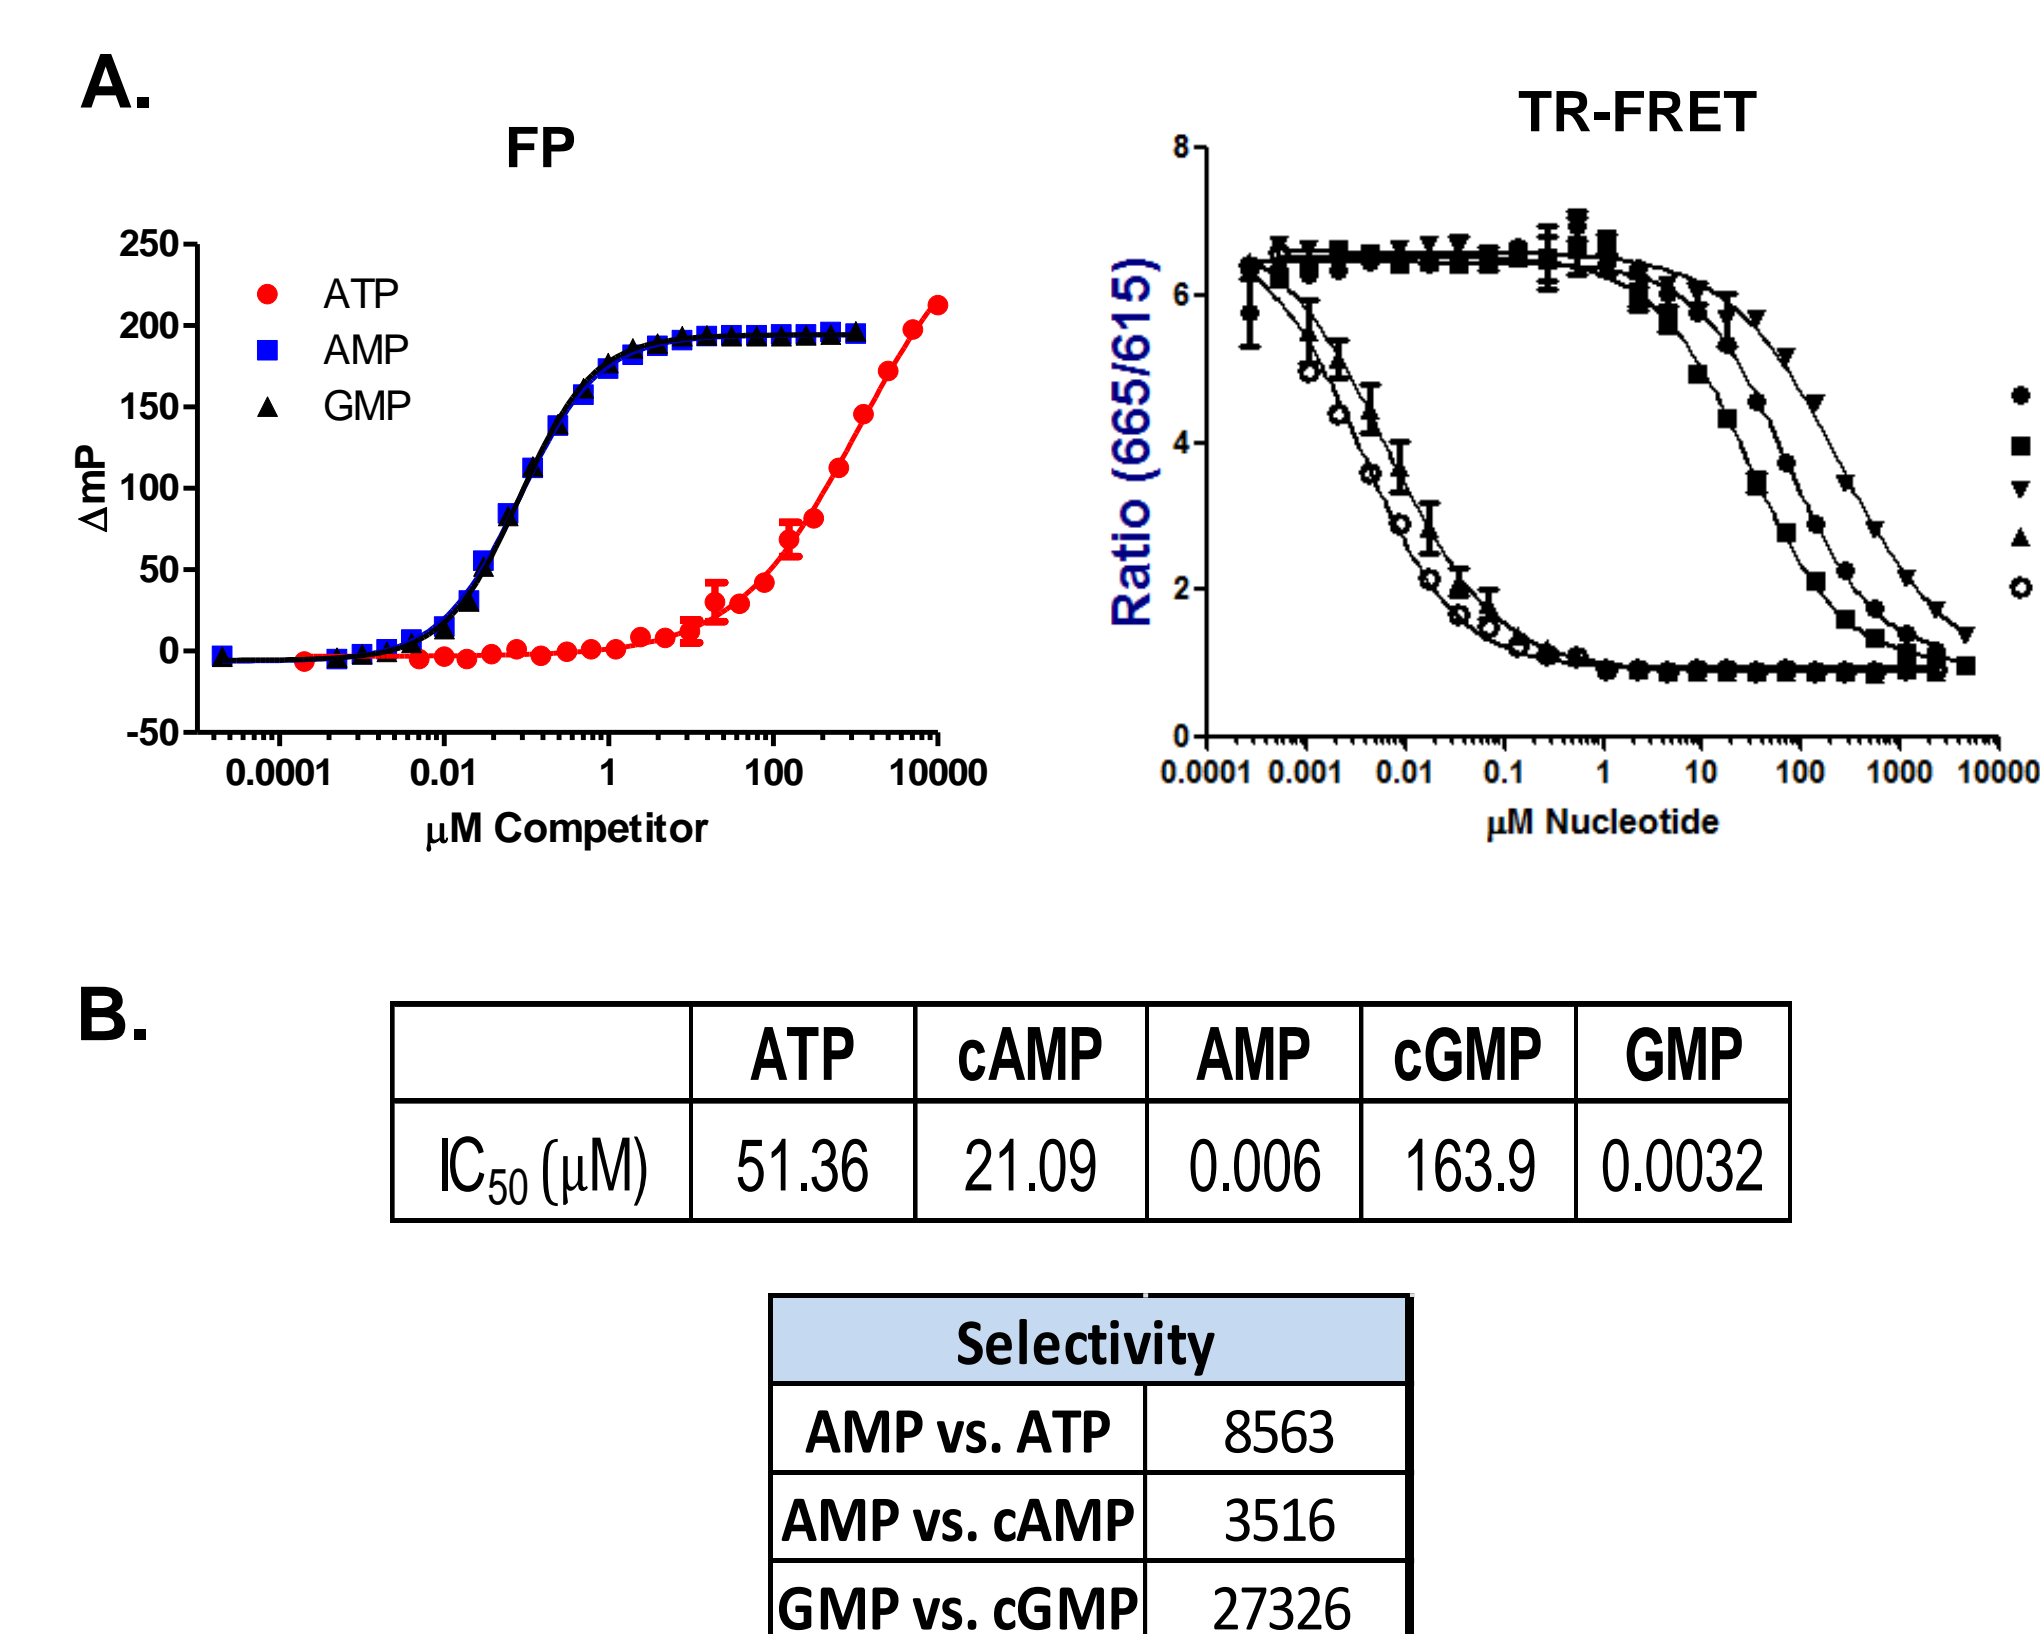 A.
FP
250
200
150
100
50
0
-50
ΔmP
ATP
AMP
GMP
0.0001 0.01 1 100 10000
μM Competitor
TR-FRET
8
6
4
2
0
Ratio (665/615)
0.0001 0.001 0.01 0.1 1 10 100 1000 10000
μM Nucleotide
B.
ATP cAMP AMP cGMP GMP
IC50 (μM) 51.36 21.09 0.006 163.9 0.0032
Selectivity
AMP vs. ATP 8563
AMP vs. cAMP 3516
GMP vs. cGMP 27326